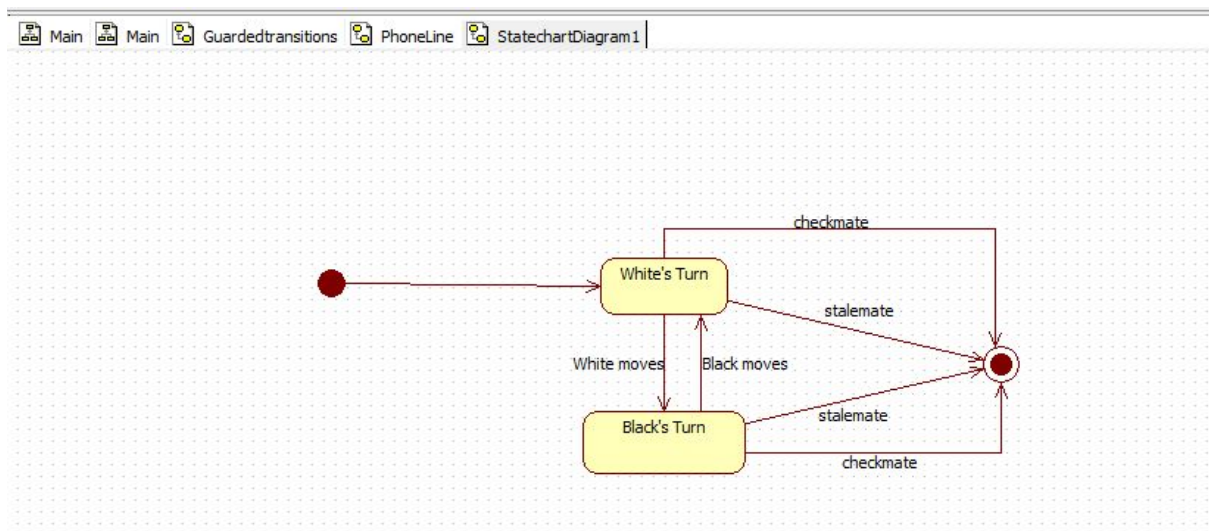 Main Main Guardedtransitions PhoneLine StatechartDiagram1
checkmate
White's Turn
stalemate
White moves Black moves
Black's Turn
stalemate
checkmate